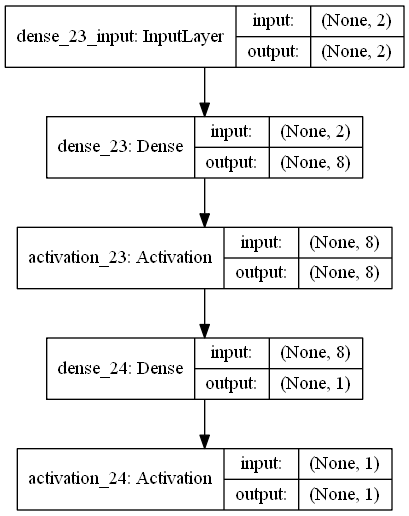 dense_23_input: InputLayer
input: (None, 2)
output: (None, 2)
dense_23: Dense
input: (None, 2)
output: (None, 8)
activation_23: Activation
input: (None, 8)
output: (None, 8)
dense_24: Dense
input: (None, 8)
output: (None, 1)
activation_24: Activation
input: (None, 1)
output: (None, 1)